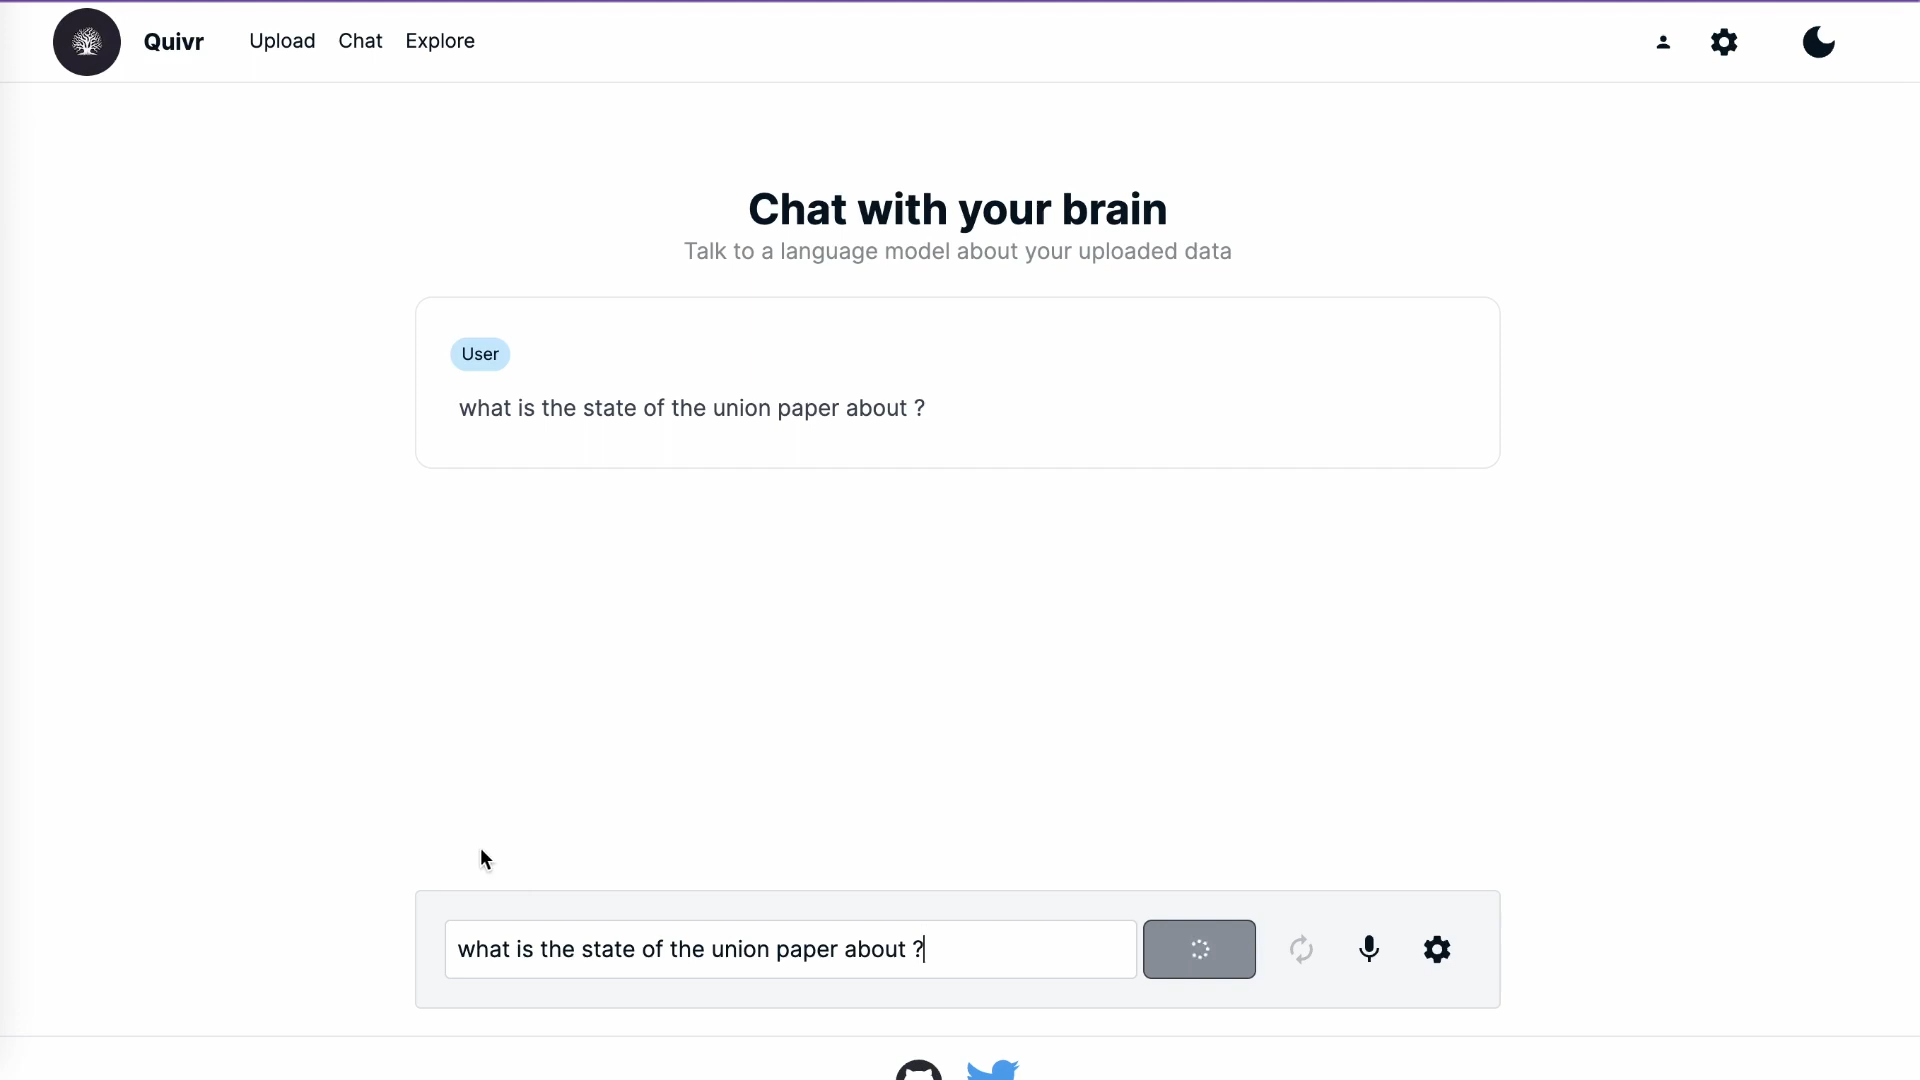 Quivr Upload Chat Explore
Chat with your brain
Talk to a language model about your uploaded data
User
what is the state of the union paper about ?
what is the state of the union paper about ?